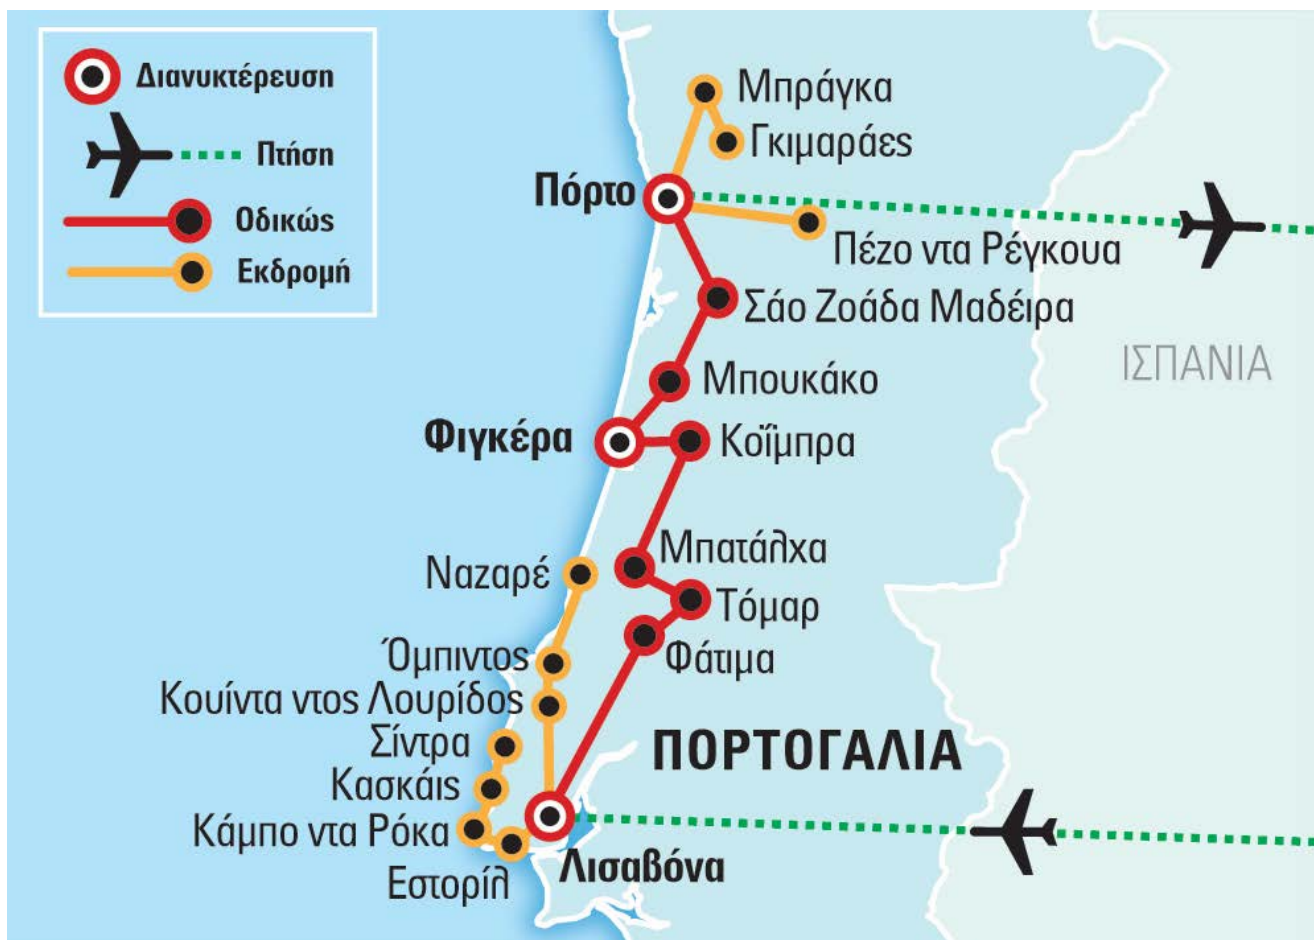 Διανυκτέρευση
Πτήση
Οδικώς
Εκδρομή
Μπράγκα
Γκιμαράες
Πόρτο
Πέζο ντα Ρέγκουα
Σάο Ζοάδα Μαδέιρα
ΙΣΠΑΝΙΑ
Μπουκάκο
Φιγκέρα
Κοΐμπρα
Μπατάλχα
Ναζαρέ
Τόμαρ
Φάτιμα
Όμπιντος
Κουίντα ντος Λουρίδος
Σίντρα
ΠΟΡΤΟΓΑΛΙΑ
Κασκάις
Κάμπο ντα Ρόκα
Λισαβόνα
Εστορίλ